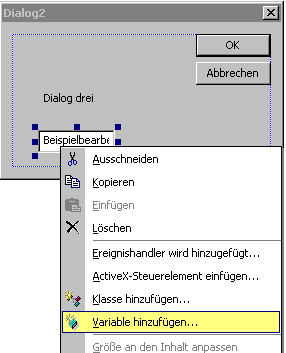 Dialog2
OK
Abbrechen
Dialog drei
Beispielbearbe
Ausschneiden
Kopieren
Einfügen
Löschen
Ereignishandler wird hinzugefügt...
ActiveX-Steuerelement einfügen...
Klasse hinzufügen...
Variable hinzufügen...
Größe an den Inhalt anpassen